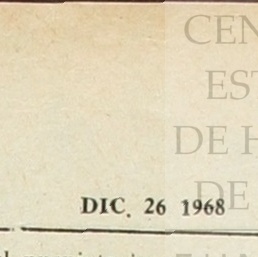 CEN
EST
DE H
DE
DIC. 26 1968